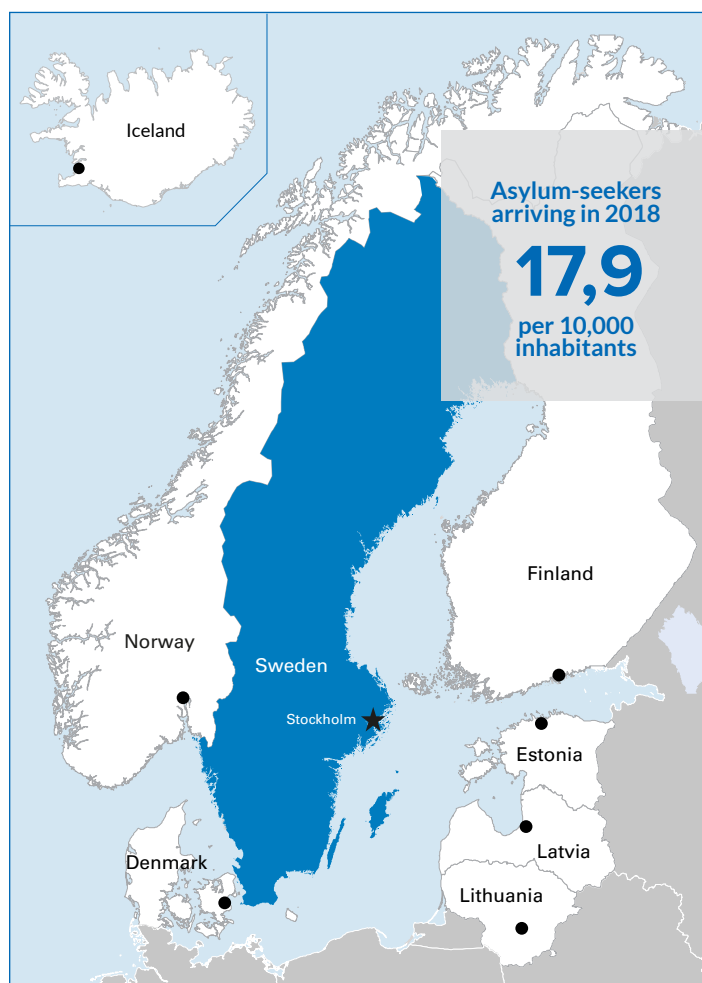 Iceland
Asylum-seekers
arriving in 2018
17,9
per 10,000
inhabitants
Finland
Norway
Sweden
Stockholm
Estonia
Denmark
Latvia
Lithuania